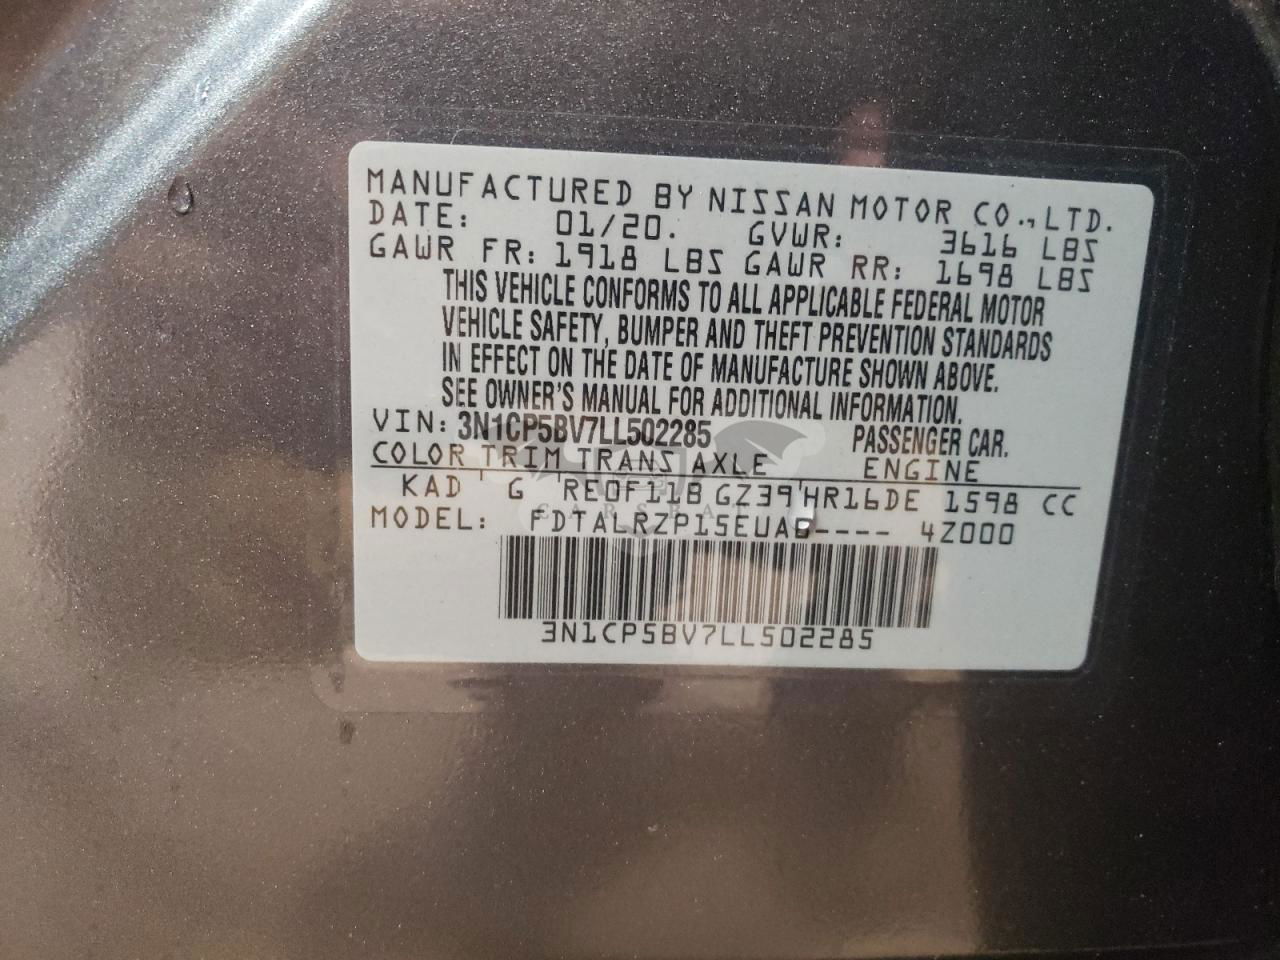 MANUFACTURED BY NISSAN MOTOR CO.,LTD.
DATE: 01/20. GVWR: 3616 LBS
GAWR FR: 1918 LBS GAWR RR: 1698 LBS
THIS VEHICLE CONFORMS TO ALL APPLICABLE FEDERAL MOTOR
VEHICLE SAFETY, BUMPER AND THEFT PREVENTION STANDARDS
IN EFFECT ON THE DATE OF MANUFACTURE SHOWN ABOVE.
SEE OWNER'S MANUAL FOR ADDITIONAL INFORMATION.
VIN: 3N1CP5BV7LL502285 PASSENGER CAR.
COLOR TRIM TRANS AXLE ENGINE
KAD ' G ' RE0F11B GZ39'HR16DE 1598 CC
CARSRAT
MODEL: FDTALRZP15EUAB---- 4Z000
3N1CP5BV7LL502285